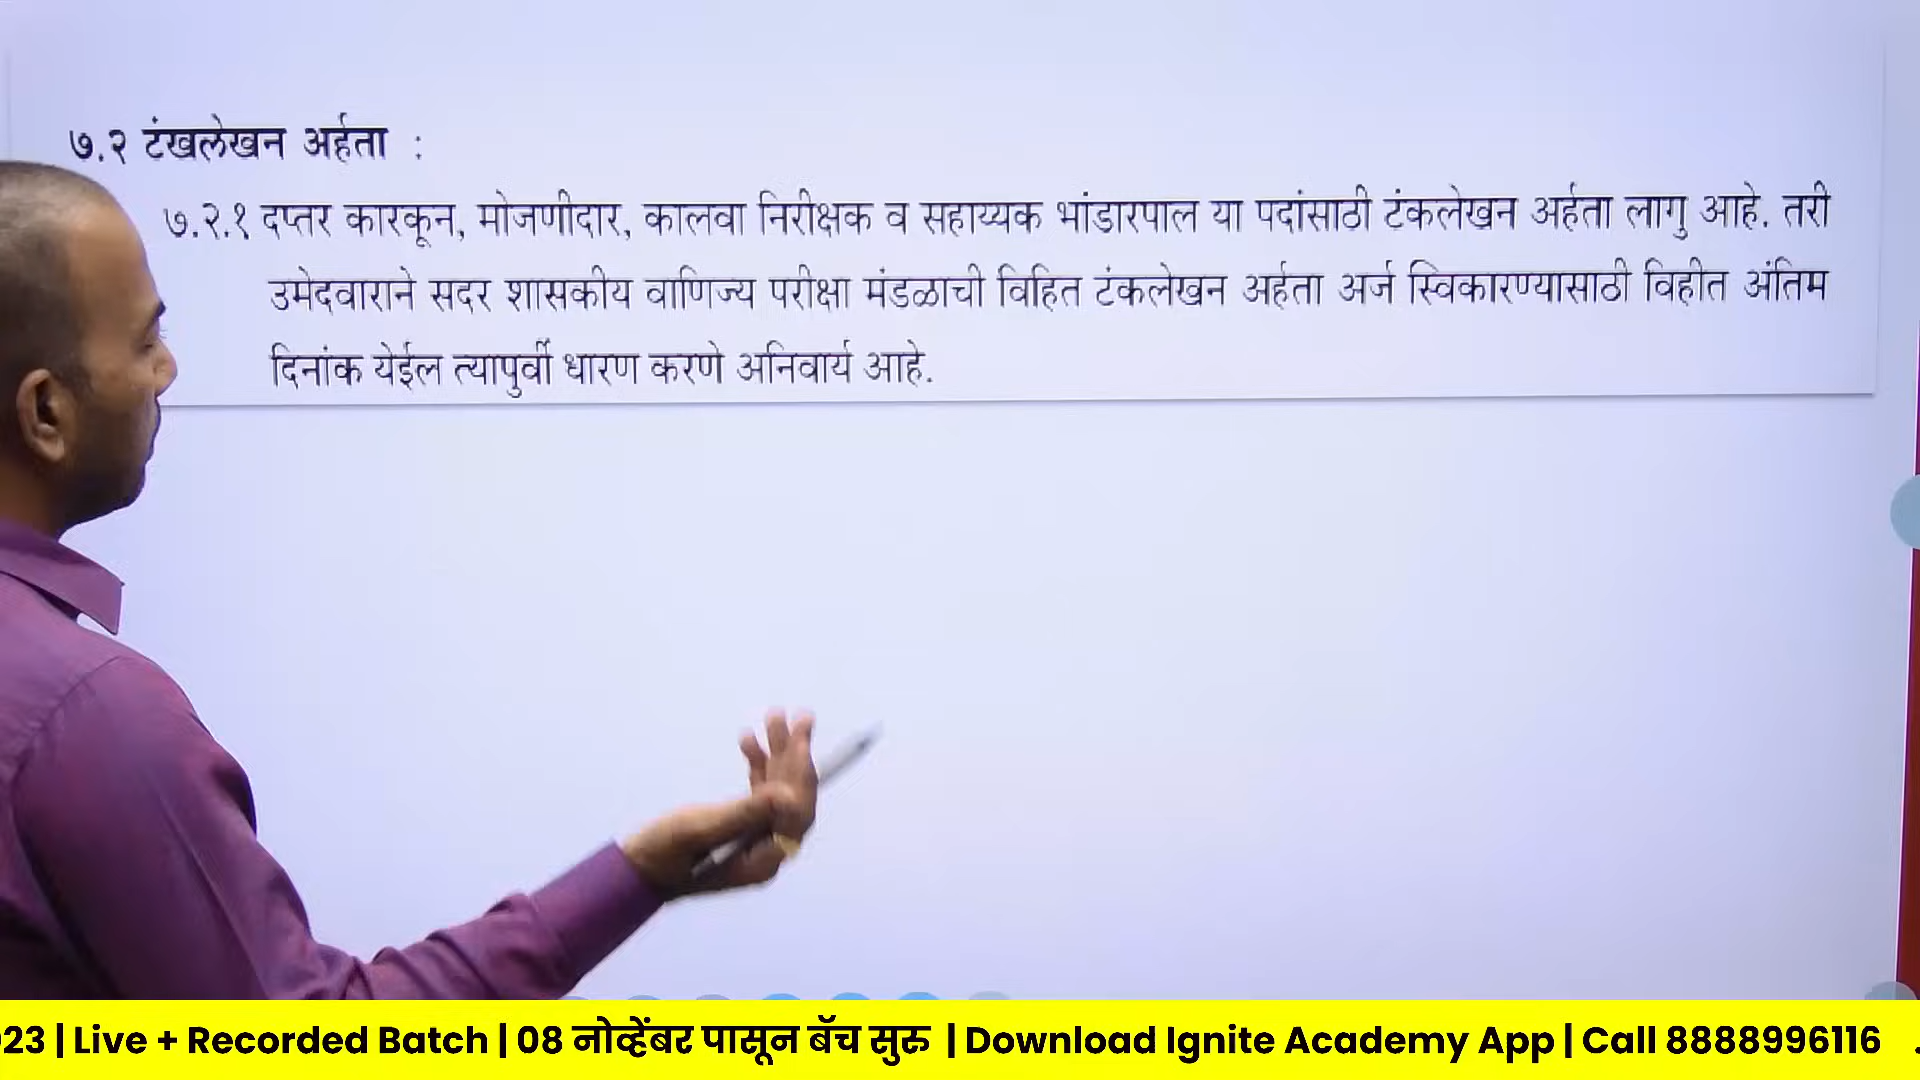 ७.२ टंखलेखन अर्हता :
७.२.१ दप्तर कारकून, मोजणीदार, कालवा निरीक्षक व सहाय्यक भांडारपाल या पदांसाठी टंकलेखन अर्हता लागु आहे. तरी
उमेदवाराने सदर शासकीय वाणिज्य परीक्षा मंडळाची विहित टंकलेखन अर्हता अर्ज स्विकारण्यासाठी विहीत अंतिम
दिनांक येईल त्यापुर्वी धारण करणे अनिवार्य आहे.
23 | Live + Recorded Batch | 08 नोव्हेंबर पासून बॅच सुरु | Download Ignite Academy App | Call 8888996116